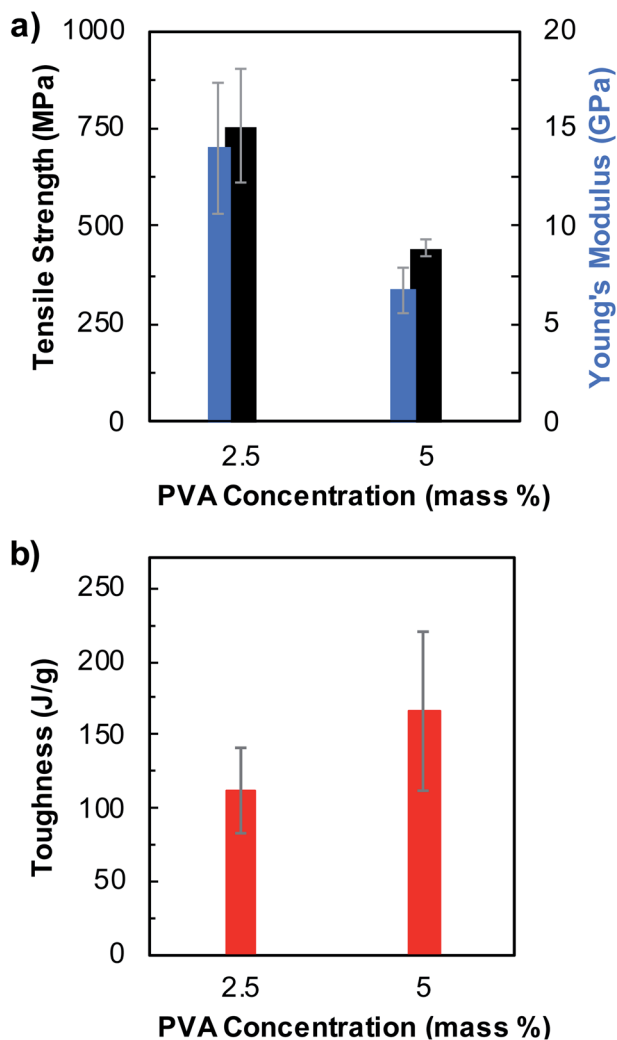 a)
1000
750
500
250
0
Tensile Strength (MPa)
20
15
10
5
0
Young's Modulus (GPa)
2.5 5
PVA Concentration (mass %)
b)
250
200
150
100
50
0
Toughness (J/g)
2.5 5
PVA Concentration (mass %)